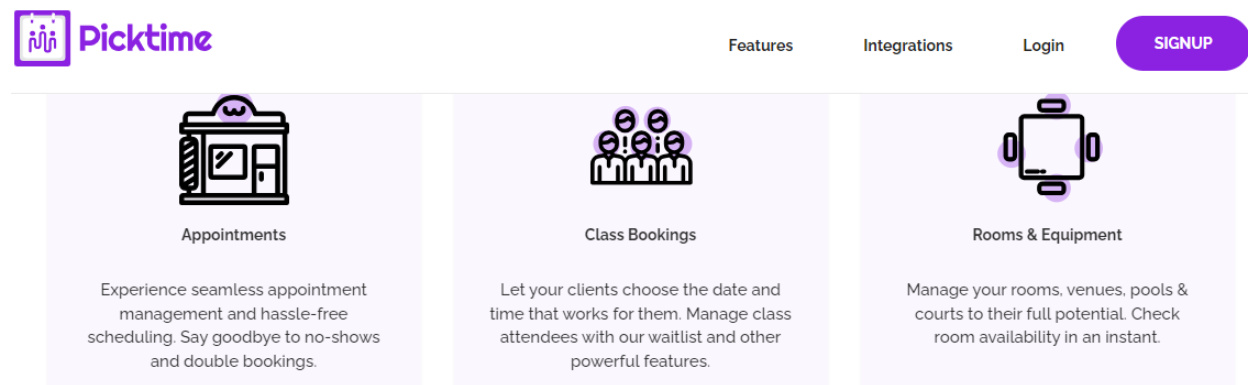 Picktime
Features
Integrations
Login
SIGNUP
Appointments
Experience seamless appointment
management and hassle-free
scheduling. Say goodbye to no-shows
and double bookings.
Class Bookings
Let your clients choose the date and
time that works for them. Manage class
attendees with our waitlist and other
powerful features.
Rooms & Equipment
Manage your rooms, venues, pools &
courts to their full potential. Check
room availability in an instant.